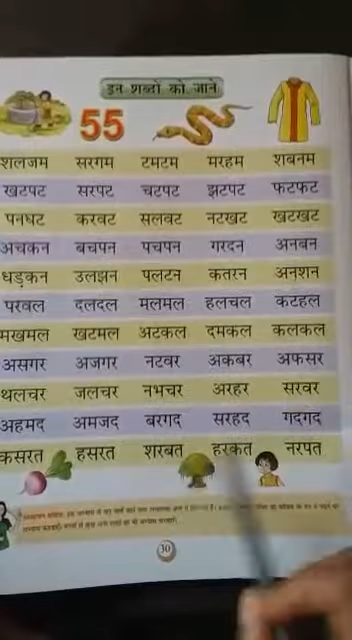 इन शब्दों को जानें
55
शलजम सरगम टमटम मरहम शबनम
खटपट सरपट चटपट झटपट फटफट
पनघट करवट सलवट नटखट खटखट
अचकन बचपन पचपन गरदन अनबन
धड़कन उलझन पलटन कतरन अनशन
परवल दलदल मलमल हलचल कटहल
मखमल खटमल अटकल दमकल कलकल
असगर अजगर नटवर अकबर अफसर
थलचर जलचर नभचर अरहर सरवर
अहमद अमजद बरगद सरहद गदगद
कसरत हसरत शरबत हरकत नरपत
30